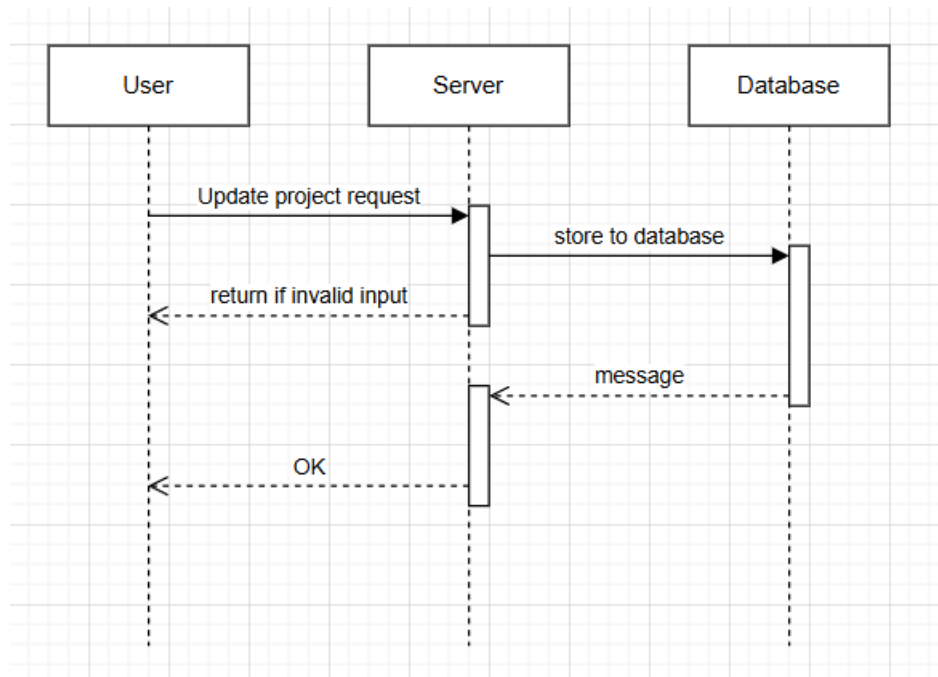 User
Server
Database
Update project request
store to database
return if invalid input
message
OK